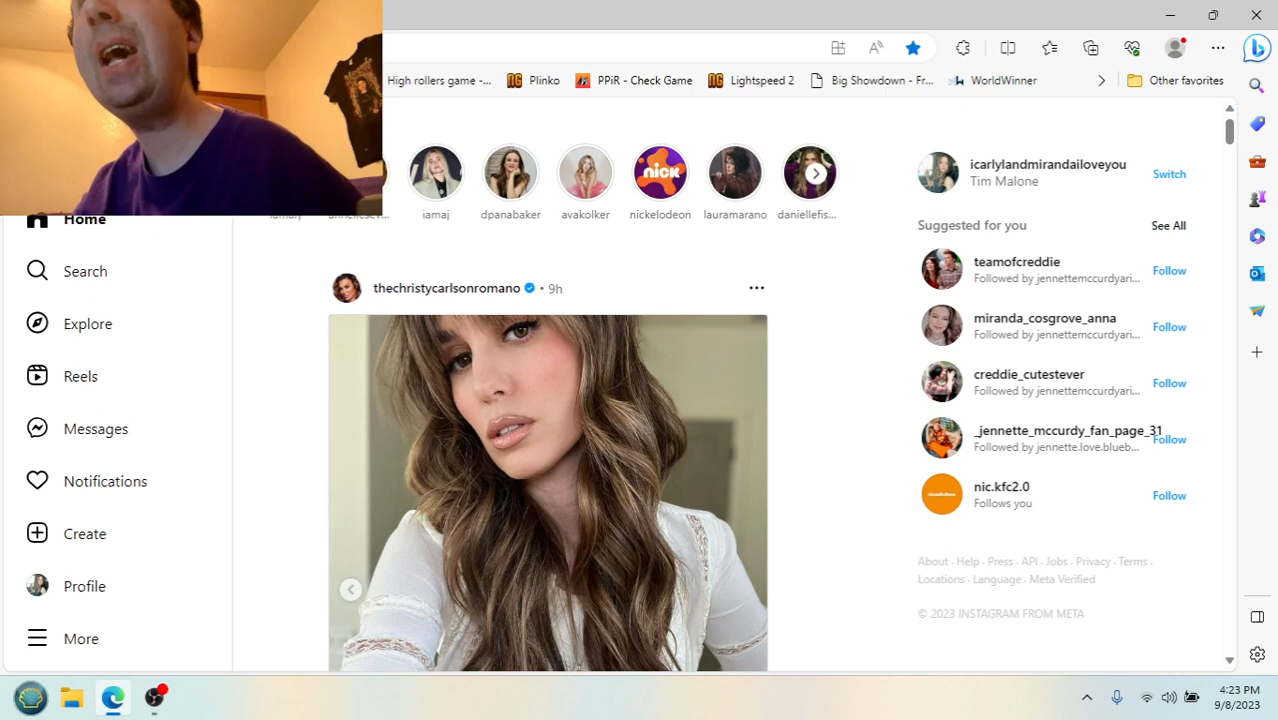 High rollers game -...
Plinko
PPiR - Check Game
Lightspeed 2
Big Showdown - Fr...
WorldWinner
Other favorites
iamaj
dpanabaker
avakolker
nickelodeon
lauramarano
daniellefis...
nick
icarlylandmirandailoveyou
Tim Malone
Switch
Suggested for you
See All
teamofcreddie
Followed by jennettemccurdyari...
Follow
miranda_cosgrove_anna
Followed by jennettemccurdyari...
Follow
creddie_cutestever
Followed by jennettemccurdyari...
Follow
_jennette_mccurdy_fan_page_31
Followed by jennette.love.blueb...
Follow
nic.kfc2.0
Follows you
Follow
About · Help · Press · API · Jobs · Privacy · Terms ·
Locations · Language · Meta Verified
© 2023 INSTAGRAM FROM META
Home
Search
Explore
Reels
Messages
Notifications
Create
Profile
More
thechristycarlsonromano • 9h
4:23 PM
9/8/2023